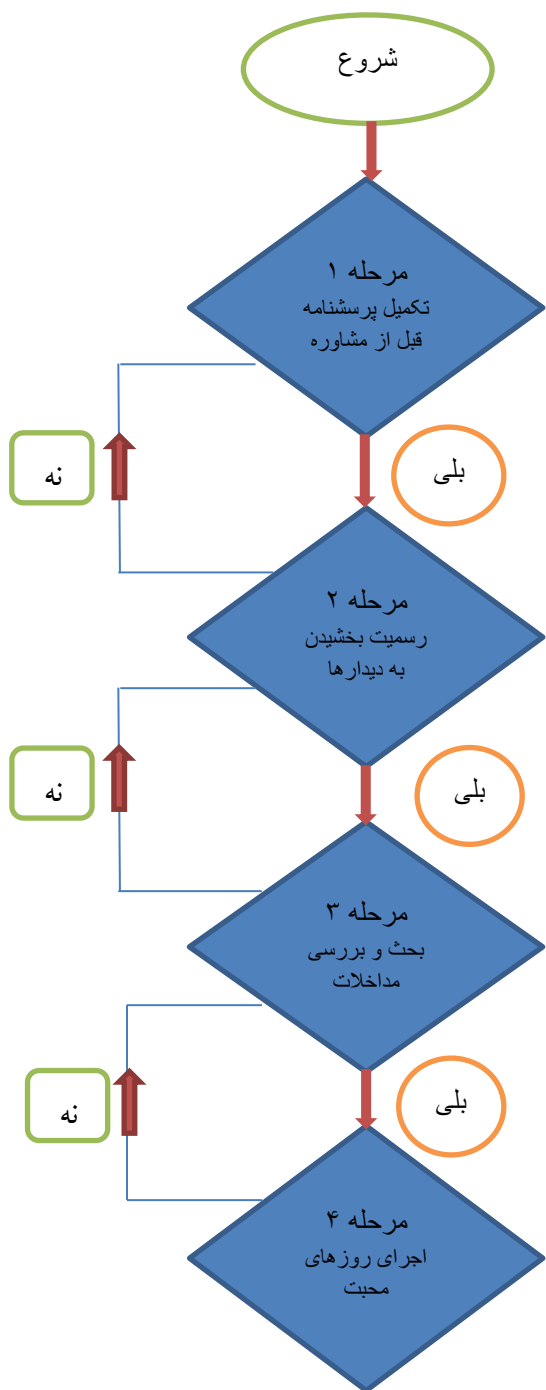 شروع
مرحله ۱
تکمیل پرسشنامه
قبل از مشاوره
بلی
نه
مرحله ۲
رسمیت بخشیدن
به دیدارها
بلی
نه
مرحله ۳
بحث و بررسی
مداخلات
بلی
نه
مرحله ۴
اجرای روزهای
محبت